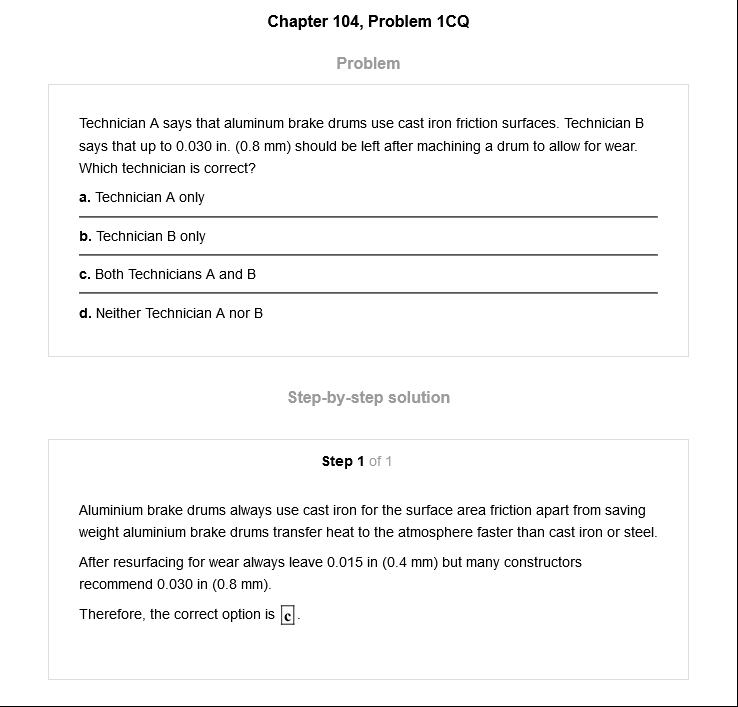 Chapter 104, Problem 1CQ
Problem
Technician A says that aluminum brake drums use cast iron friction surfaces. Technician B
says that up to 0.030 in. (0.8 mm) should be left after machining a drum to allow for wear.
Which technician is correct?
a. Technician A only
b. Technician B only
c. Both Technicians A and B
d. Neither Technician A nor B
Step-by-step solution
Step 1 of 1
Aluminium brake drums always use cast iron for the surface area friction apart from saving
weight aluminium brake drums transfer heat to the atmosphere faster than cast iron or steel.
After resurfacing for wear always leave 0.015 in (0.4 mm) but many constructors
recommend 0.030 in (0.8 mm).
Therefore, the correct option is c.